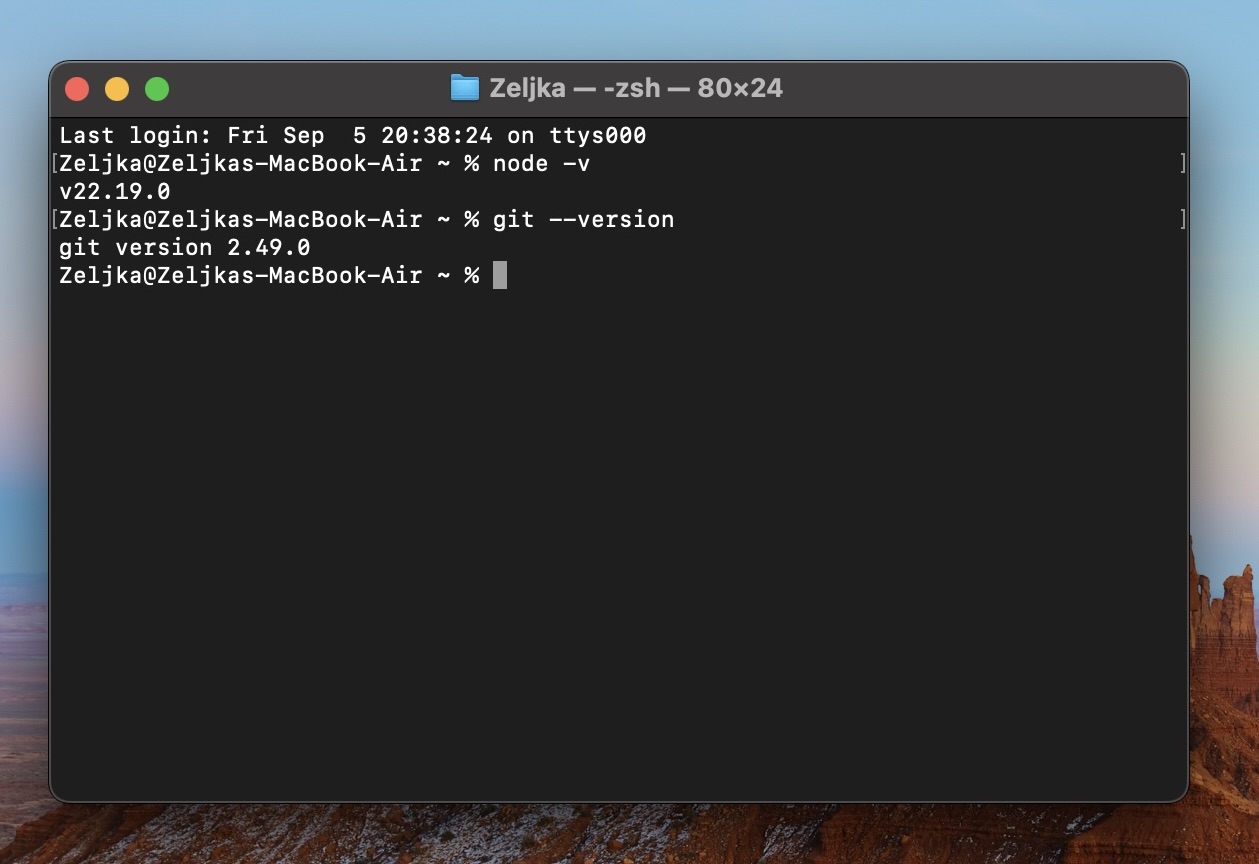 Zeljka — -zsh — 80×24
Last login: Fri Sep  5 20:38:24 on ttys000
[Zeljka@Zeljkas-MacBook-Air ~ % node -v ]
v22.19.0
[Zeljka@Zeljkas-MacBook-Air ~ % git --version ]
git version 2.49.0
Zeljka@Zeljkas-MacBook-Air ~ %